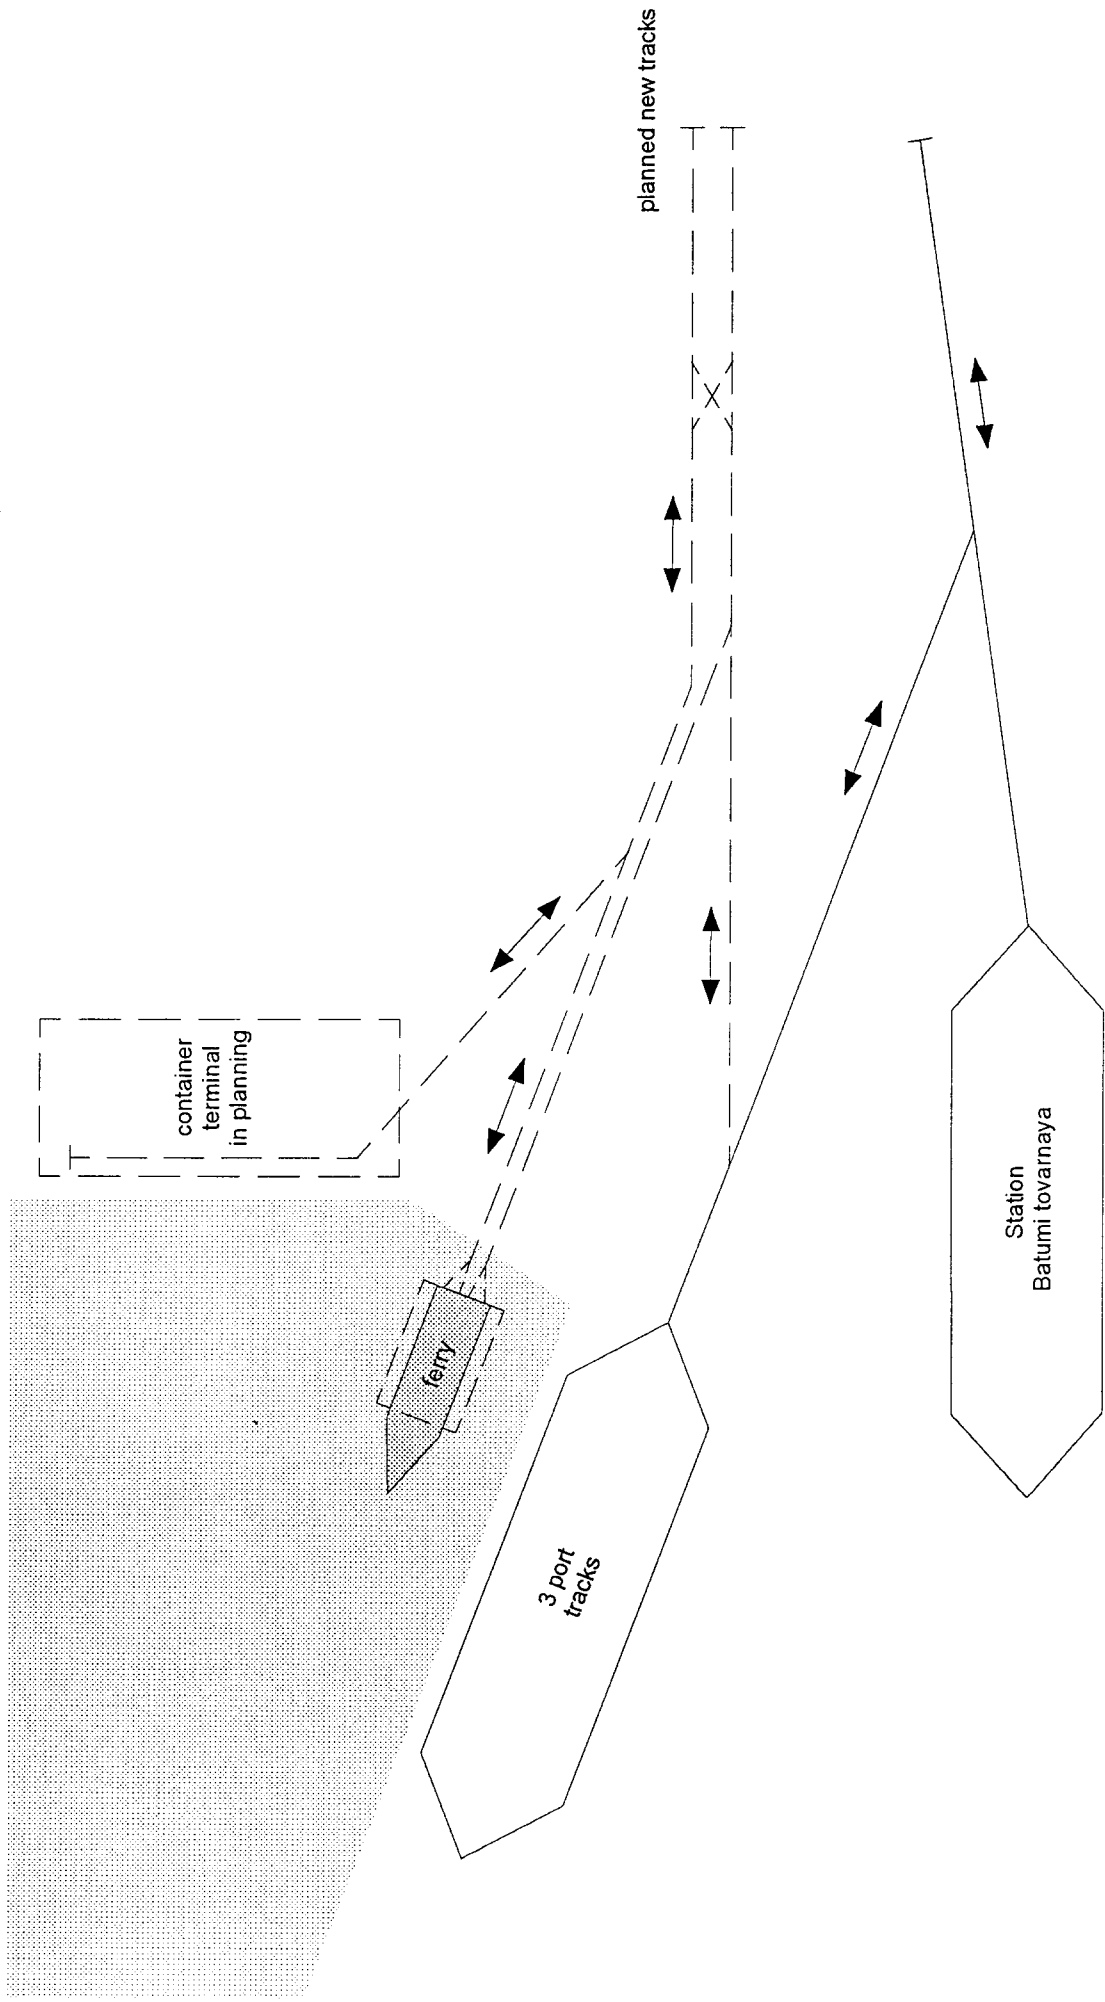 planned new tracks
container
terminal
in planning
ferry
3 port
tracks
Station
Batumi tovarnaya